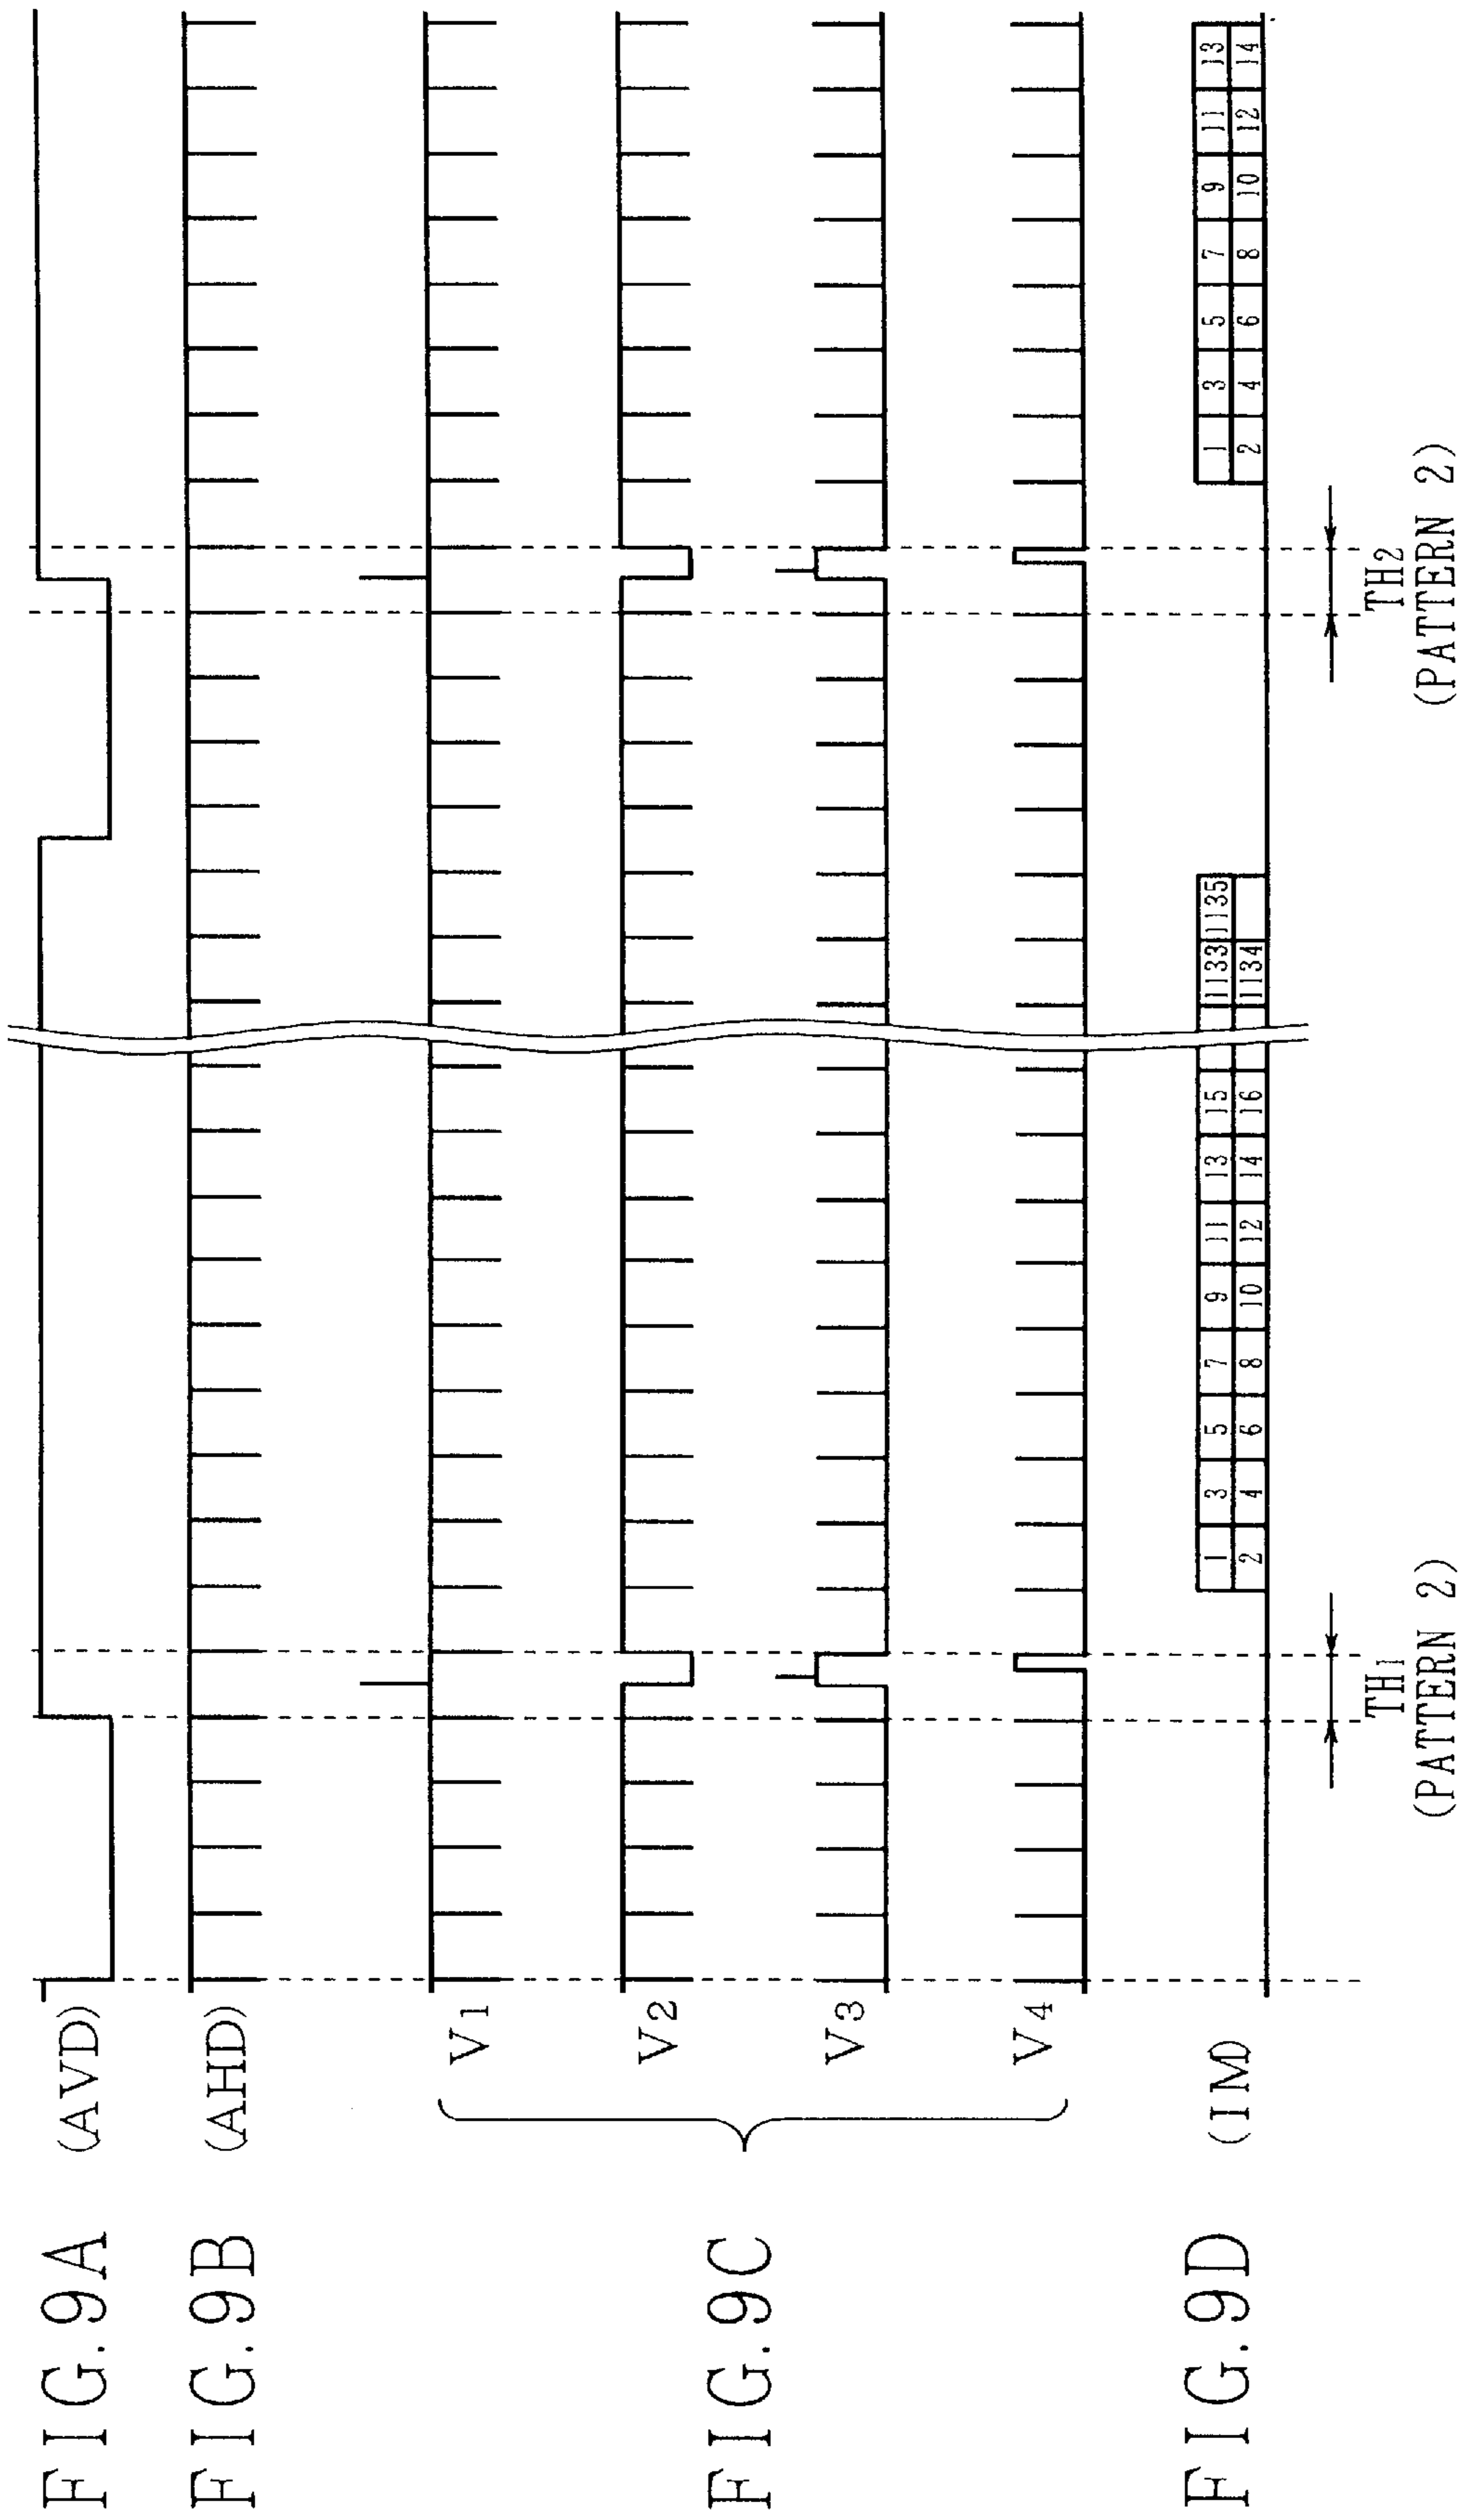 FIG.9A (AVD)
FIG.9B (AHD)
FIG.9C
V1
V2
V3
V4
FIG.9D (IM)
1 3 5 7 9 11 13 15 1133 1135 1 3 5 7 9 11 13
2 4 6 8 10 12 14 16 1134 2 4 6 8 10 12 14
TH1 TH2
(PATTERN 2) (PATTERN 2)